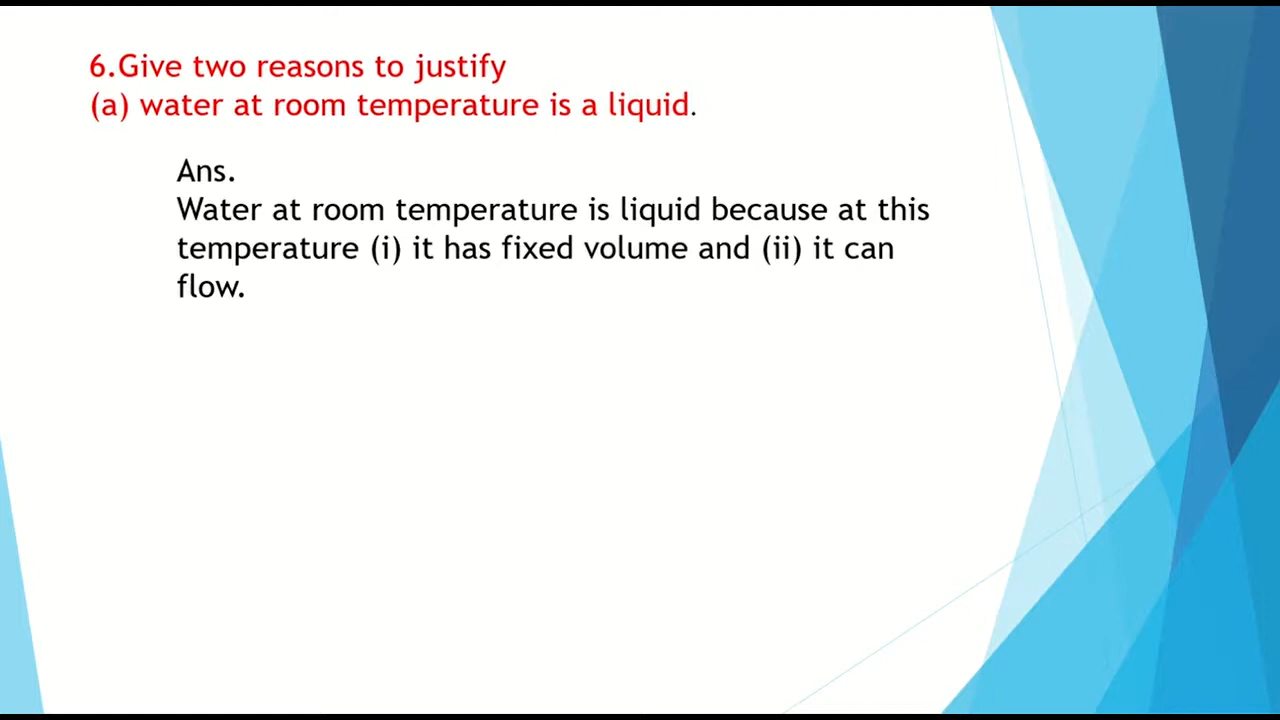 6.Give two reasons to justify
(a) water at room temperature is a liquid.
Ans.
Water at room temperature is liquid because at this
temperature (i) it has fixed volume and (ii) it can
flow.